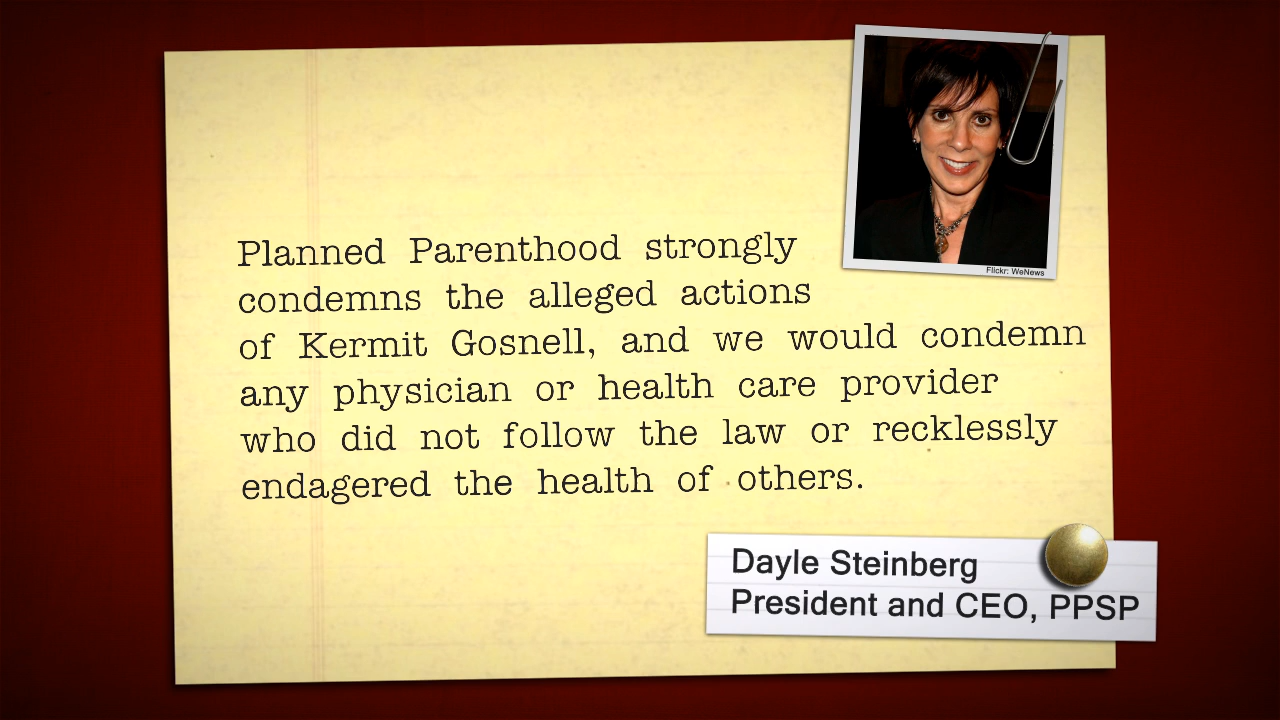 Flickr: WeNews
Planned Parenthood strongly
condemns the alleged actions
of Kermit Gosnell, and we would condemn
any physician or health care provider
who did not follow the law or recklessly
endagered the health of others.
Dayle Steinberg
President and CEO, PPSP